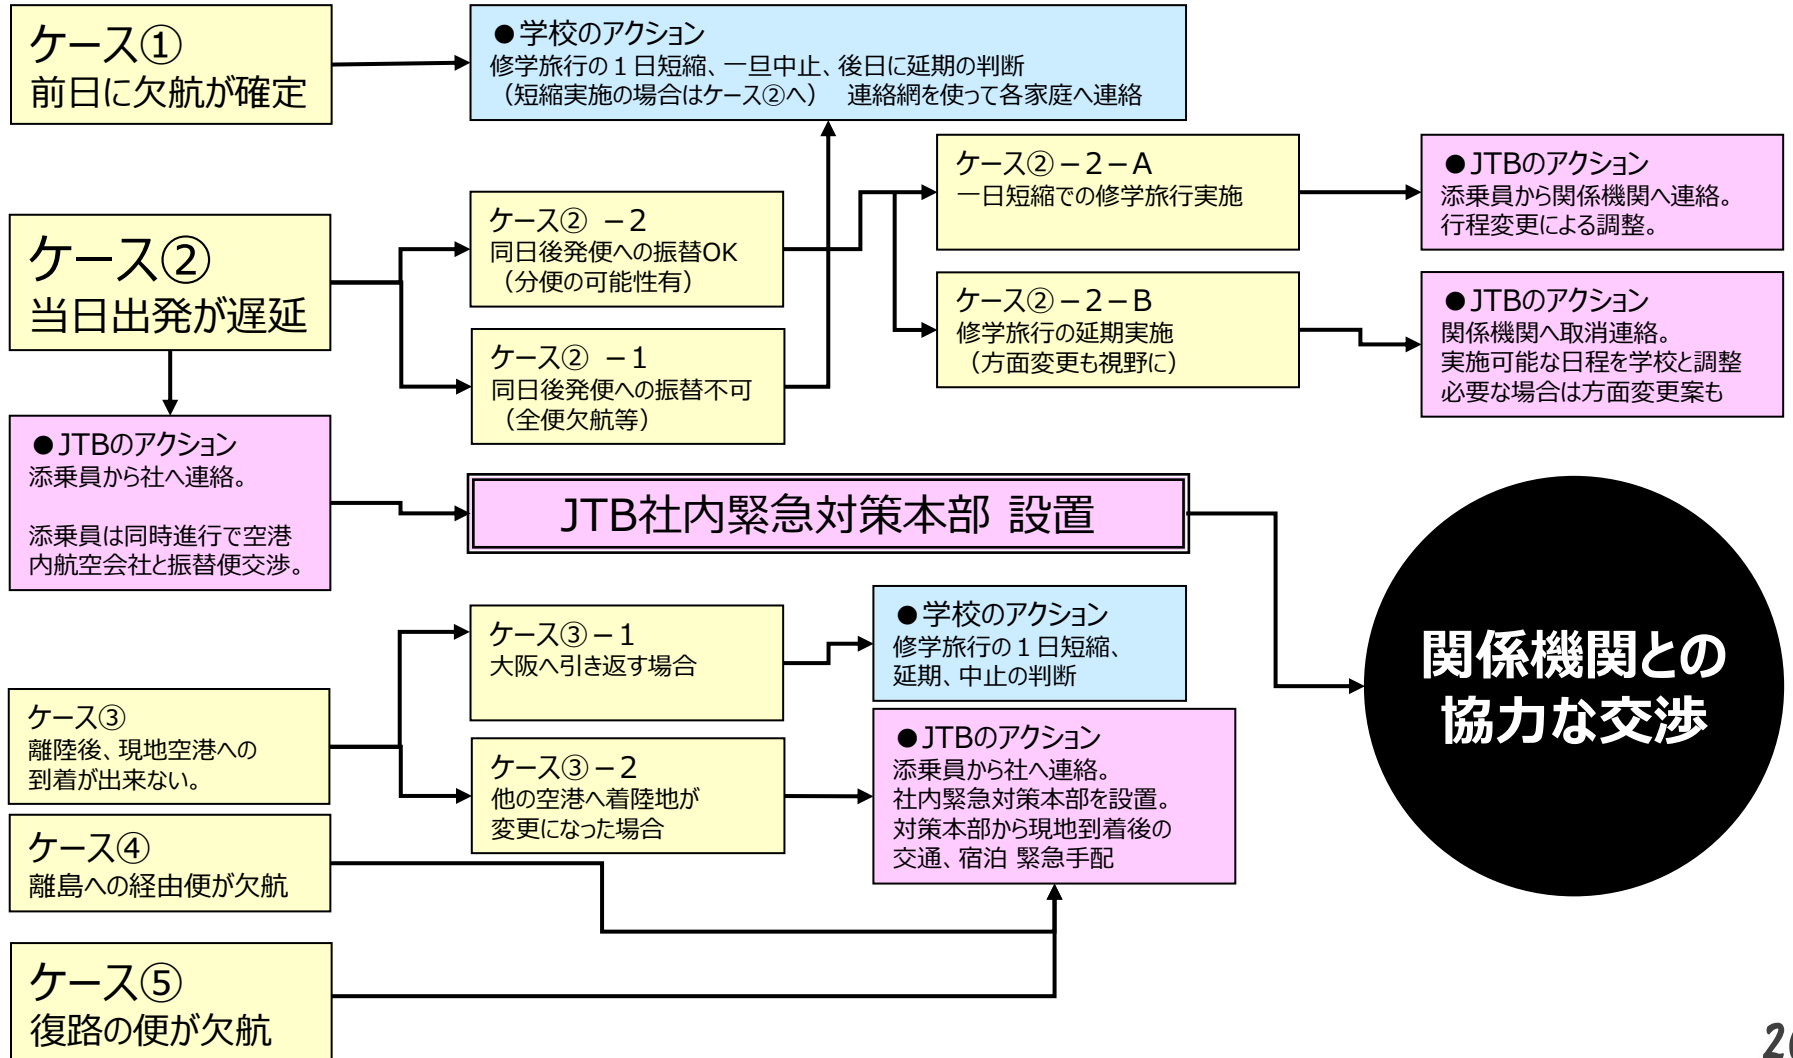 ケース①
前日に欠航が確定
●学校のアクション
修学旅行の１日短縮、一旦中止、後日に延期の判断
（短縮実施の場合はケース②へ）　連絡網を使って各家庭へ連絡
ケース②
当日出発が遅延
ケース② －２
同日後発便への振替OK
（分便の可能性有）
ケース② －１
同日後発便への振替不可
（全便欠航等）
ケース②－２－A
一日短縮での修学旅行実施
●JTBのアクション
添乗員から関係機関へ連絡。
行程変更による調整。
ケース②－２－B
修学旅行の延期実施
（方面変更も視野に）
●JTBのアクション
関係機関へ取消連絡。
実施可能な日程を学校と調整
必要な場合は方面変更案も
●JTBのアクション
添乗員から社へ連絡。
添乗員は同時進行で空港
内航空会社と振替便交渉。
JTB社内緊急対策本部 設置
関係機関との
協力な交渉
ケース③
離陸後、現地空港への
到着が出来ない。
ケース③－１
大阪へ引き返す場合
●学校のアクション
修学旅行の１日短縮、
延期、中止の判断
ケース③－２
他の空港へ着陸地が
変更になった場合
●JTBのアクション
添乗員から社へ連絡。
社内緊急対策本部を設置。
対策本部から現地到着後の
交通、宿泊 緊急手配
ケース④
離島への経由便が欠航
ケース⑤
復路の便が欠航